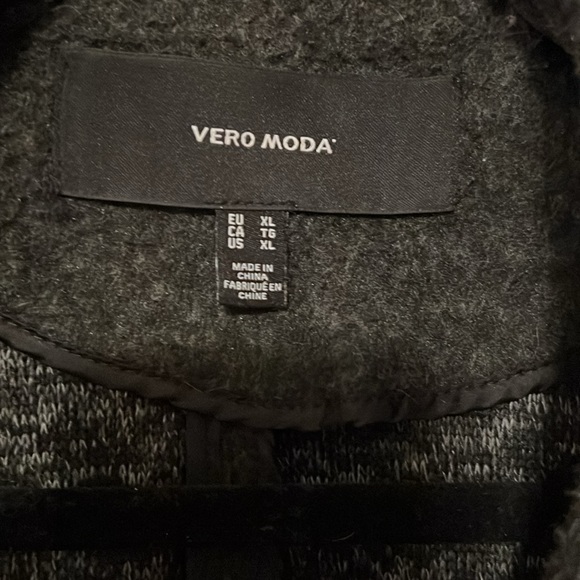 VERO MODA
EU XL
CA TG
US XL
MADE IN
CHINA
FABRIQUÉ EN
CHINE